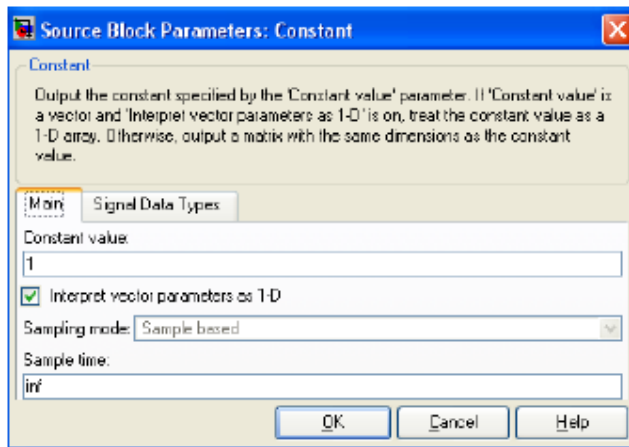 Source Block Parameters: Constant
Constant
Output the constant specified by the 'Constant value' parameter. If 'Constant value' is
a vector and 'Interpret vector parameters as 1-D' is on, treat the constant value as a
1-D array. Otherwise, output a matrix with the same dimensions as the constant
value.
Main Signal Data Types
Constant value:
1
Interpret vector parameters as 1-D
Sampling mode: Sample based
Sample time:
inf
OK Cancel Help